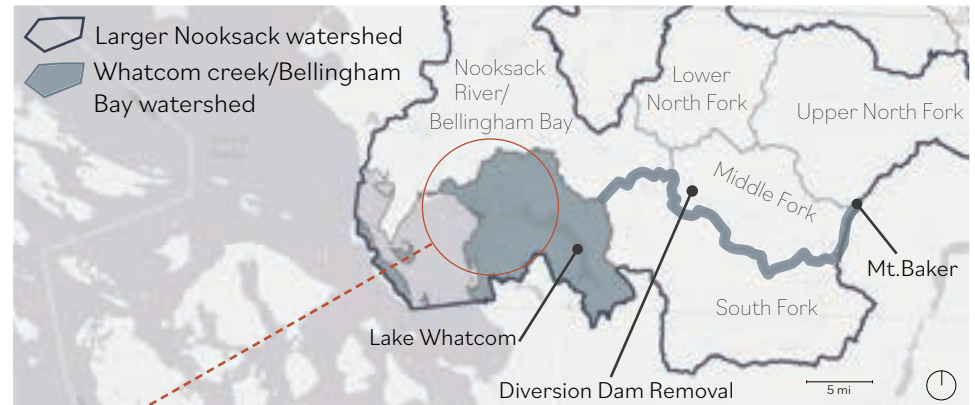 Larger Nooksack watershed
Whatcom creek/Bellingham
Bay watershed
Nooksack
River/
Bellingham Bay
Lower
North Fork
Upper North Fork
Middle Fork
Mt.Baker
South Fork
Lake Whatcom
Diversion Dam Removal
5 mi